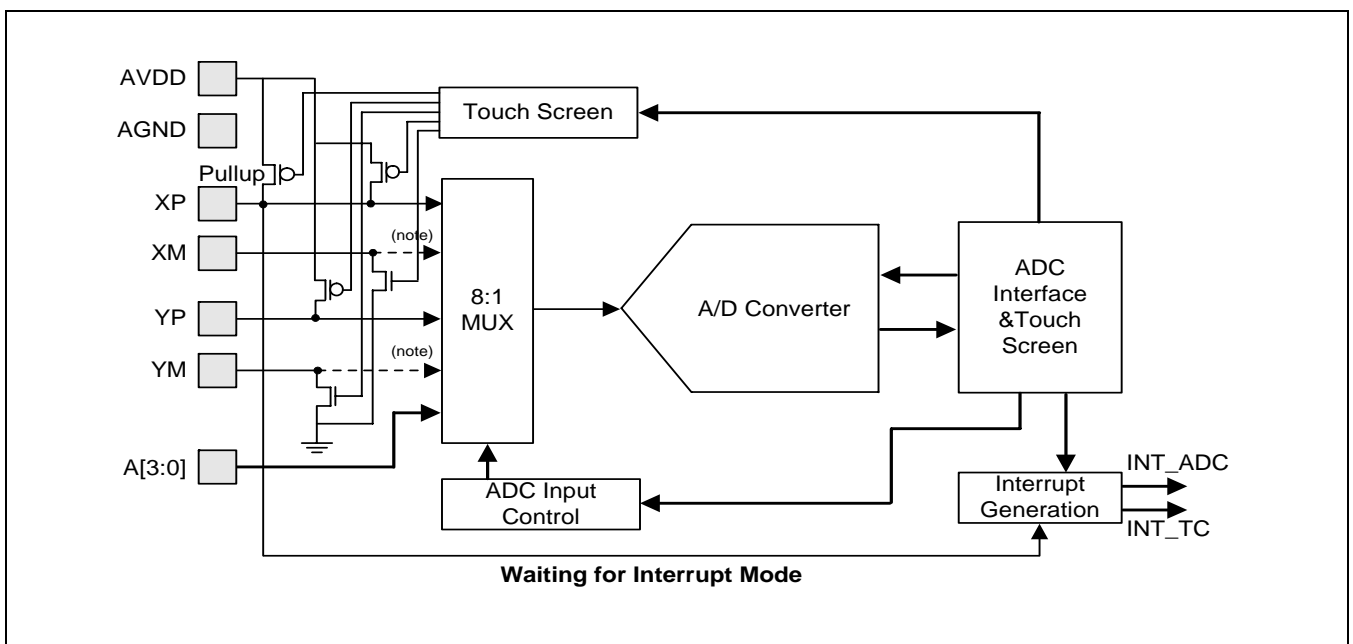 AVDD
AGND
Pullup
XP
XM
YP
YM
A[3:0]
Touch Screen
(note)
(note)
8:1
MUX
A/D Converter
ADC
Interface
&Touch
Screen
ADC Input
Control
Interrupt
Generation
INT_ADC
INT_TC
Waiting for Interrupt Mode